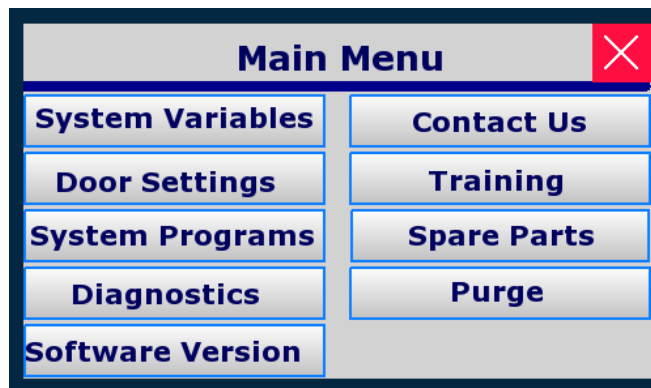 Main Menu
System Variables
Contact Us
Door Settings
Training
System Programs
Spare Parts
Diagnostics
Purge
Software Version